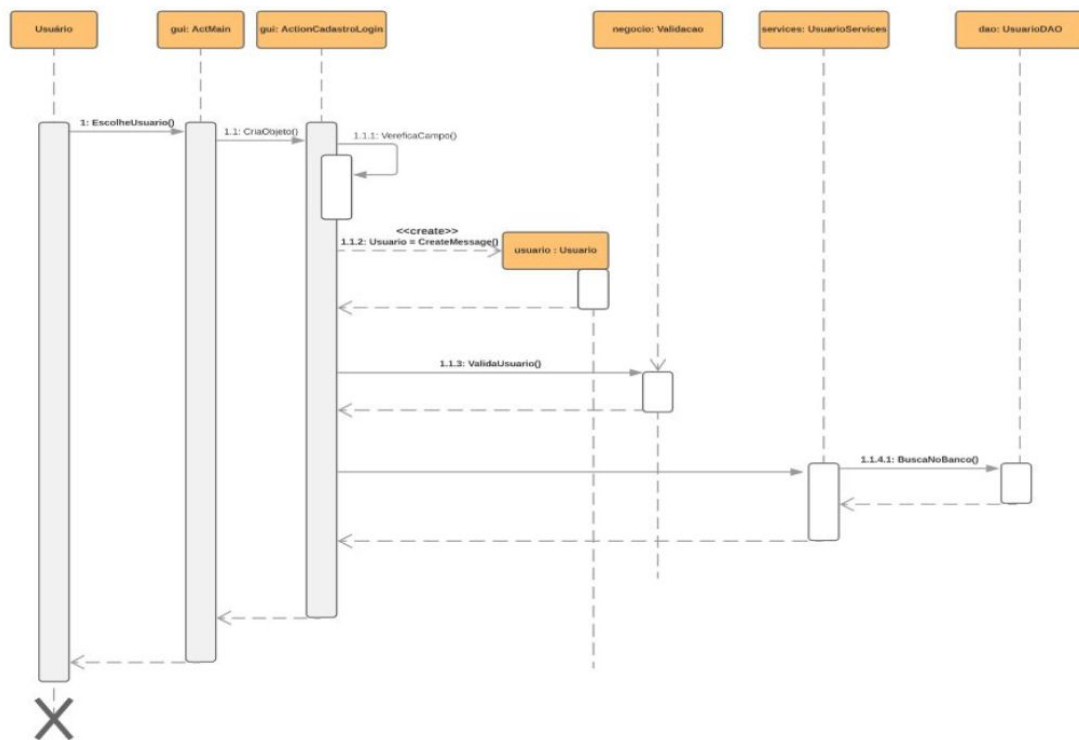 Usuário
gui: ActMain
gui: ActionCadastroLogin
negocio: Validacao
services: UsuarioServices
dao: UsuarioDAO
1: EscolheUsuario()
1.1: CriaObjeto()
1.1.1: VereficaCampo()
<<create>>
1.1.2: Usuario = CreateMessage()
usuario : Usuario
1.1.3: ValidaUsuario()
1.1.4.1: BuscaNoBanco()